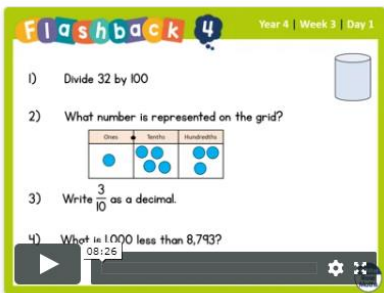 Flashback 4
Year 4 | Week 3 | Day 1
1) Divide 32 by 100
2) What number is represented on the grid?
Ones Tenths Hundredths
3) Write 3/10 as a decimal.
4) What is 1,000 less than 8,793?
08:26